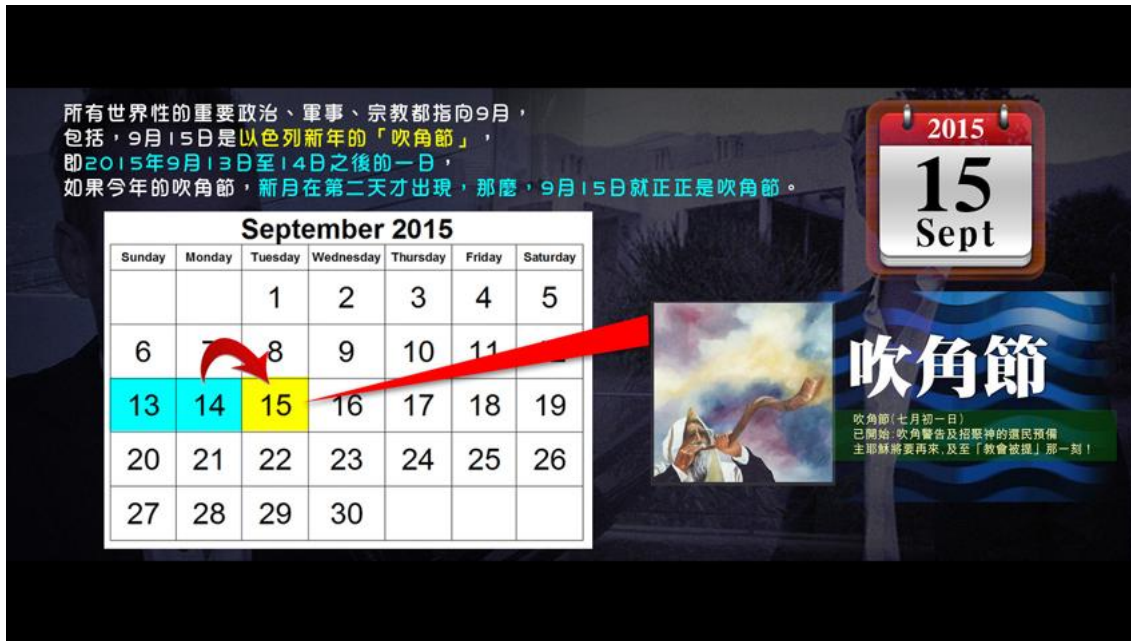 所有世界性的重要政治、軍事、宗教都指向9月，
包括，9月15日是以色列新年的「吹角節」，
即2015年9月13日至14日之後的一日，
如果今年的吹角節，新月在第二天才出現，那麼，9月15日就正正是吹角節。
2015
15
Sept
September 2015
Sunday Monday Tuesday Wednesday Thursday Friday Saturday
1 2 3 4 5
6 7 8 9 10 11 12
13 14 15 16 17 18 19
20 21 22 23 24 25 26
27 28 29 30
吹角節
吹角節(七月初一日)
已開始:吹角警告及招聚神的選民預備
主耶穌將要再來,及至「教會被提」那一刻!